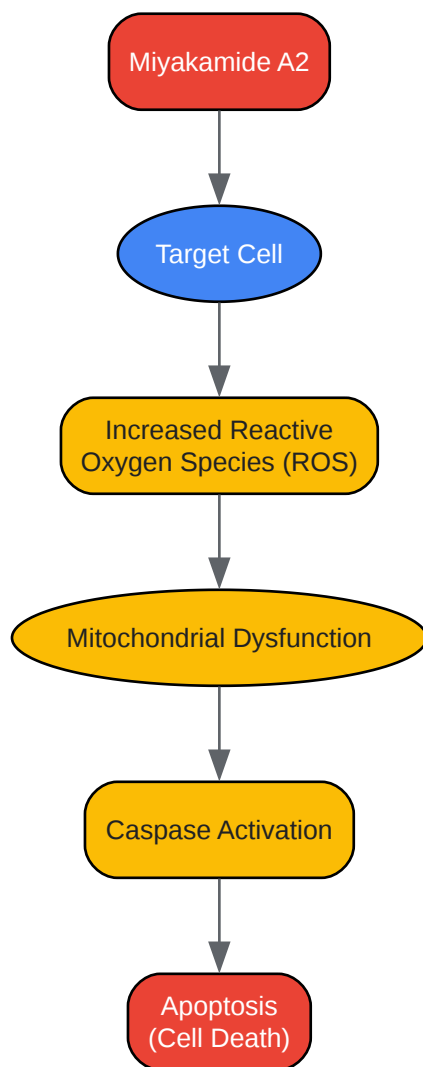 Miyakamide A2
Target Cell
Increased Reactive
Oxygen Species (ROS)
Mitochondrial Dysfunction
Caspase Activation
Apoptosis
(Cell Death)